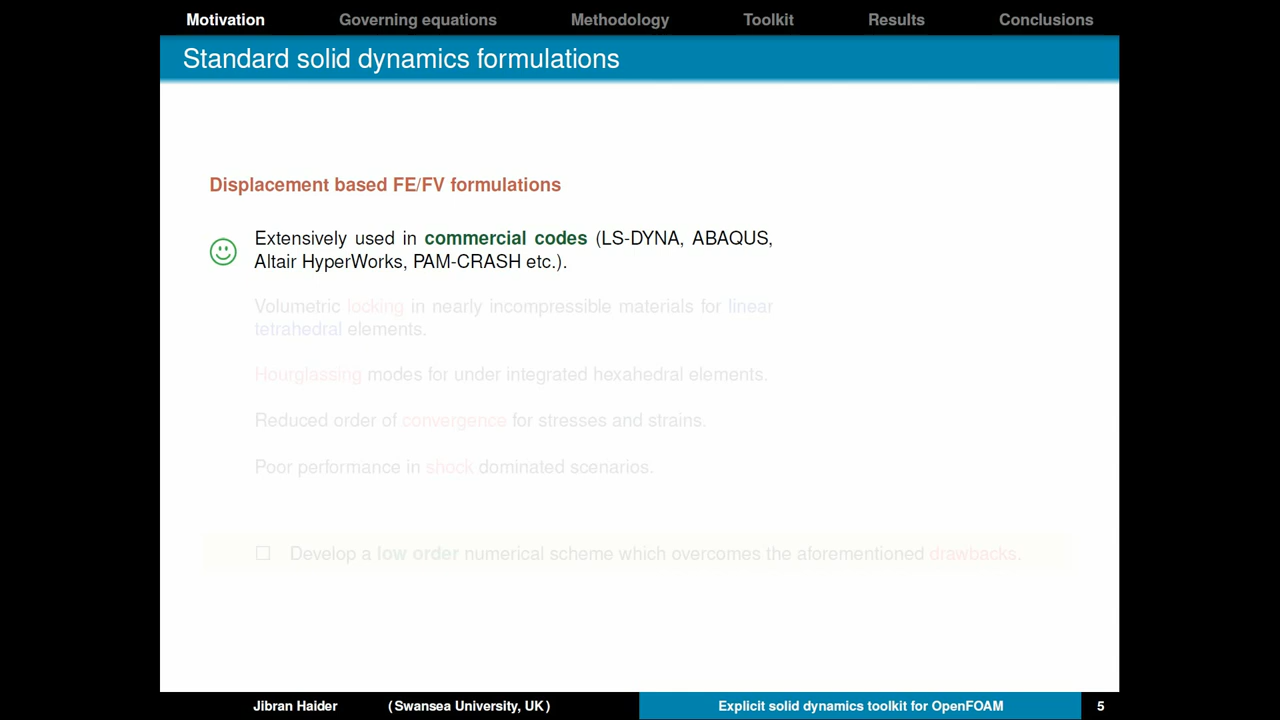 Motivation Governing equations Methodology Toolkit Results Conclusions
Standard solid dynamics formulations
Displacement based FE/FV formulations
Extensively used in commercial codes (LS-DYNA, ABAQUS,
Altair HyperWorks, PAM-CRASH etc.).
Volumetric locking in nearly incompressible materials for linear
tetrahedral elements.
Hourglassing modes for under integrated hexahedral elements.
Reduced order of convergence for stresses and strains.
Poor performance in shock dominated scenarios.
☐ Develop a low order numerical scheme which overcomes the aforementioned drawbacks.
Jibran Haider (Swansea University, UK) Explicit solid dynamics toolkit for OpenFOAM 5